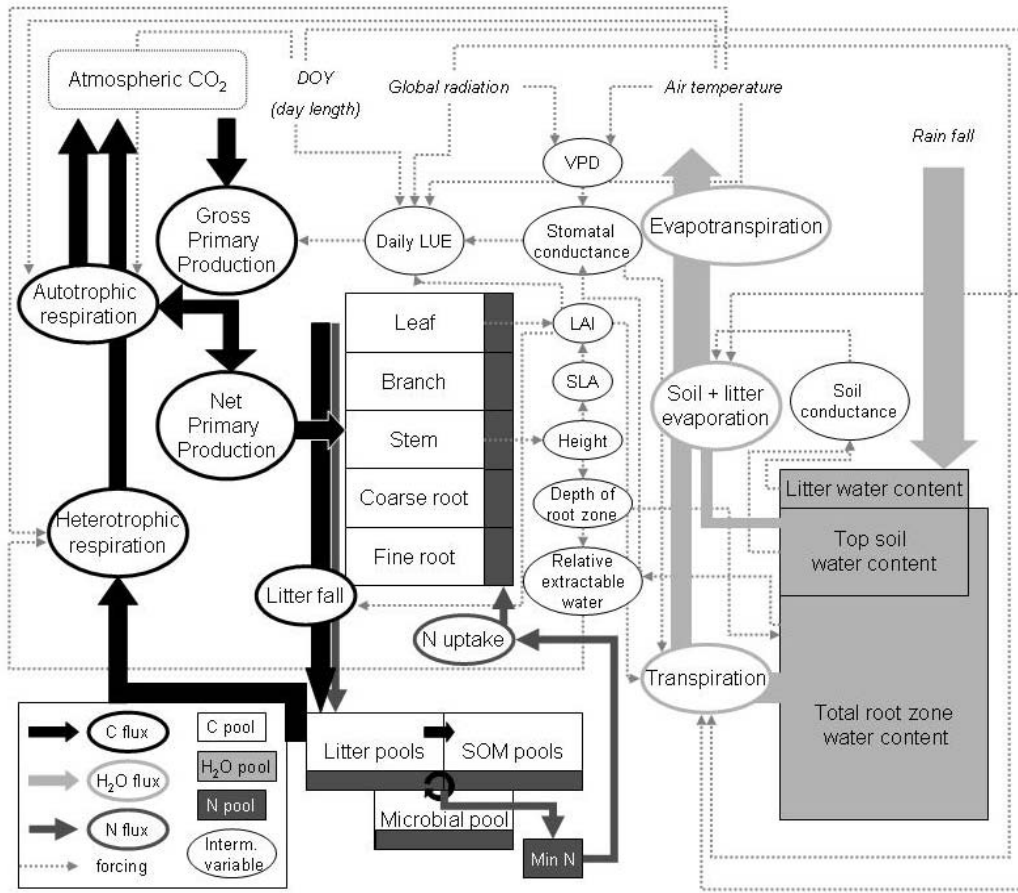 Atmospheric CO₂
DOY
(day length)
Global radiation
Air temperature
Rain fall
VPD
Gross
Primary
Production
Daily LUE
Stomatal
conductance
Evapotranspiration
Autotrophic
respiration
Leaf
LAI
Branch
SLA
Soil + litter
evaporation
Soil
conductance
Net
Primary
Production
Stem
Height
Coarse root
Depth of
root zone
Litter water content
Heterotrophic
respiration
Top soil
water content
Fine root
Relative
extractable
water
Litter fall
N uptake
Transpiration
Total root zone
water content
Litter pools
SOM pools
Microbial pool
Min N
C flux
C pool
H₂O flux
H₂O pool
N flux
N pool
forcing
Interm.
variable